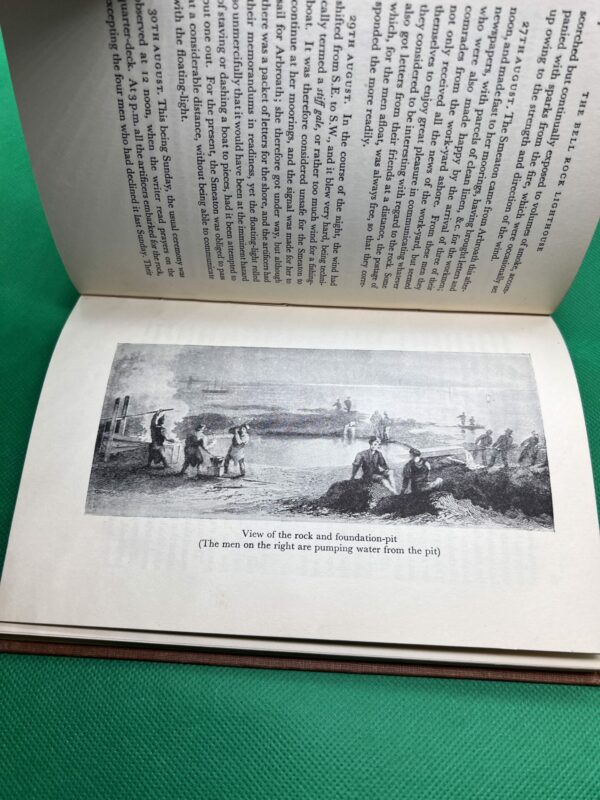 THE BELL ROCK LIGHTHOUSE
scorched but continually exposed to volumes of smoke, accom-
panied with sparks from the fire, which were occasionally set
up owing to the strength and direction of the wind.
27TH AUGUST. The Smeaton came from Arbroath this after-
noon, and made fast to her moorings, having brought letters and
newspapers, with parcels of clean linen, &c. for the workmen;
who were also made happy by the arrival of three of their
comrades from the work-yard ashore. From these men they
not only received all the news of the work-yard, but seemed
themselves to enjoy great pleasure in communicating whatever
they considered to be interesting with regard to the rock. Some
also got letters from their friends at a distance, the postage of
which, for the men afloat, was always free, so that they corre-
sponded the more readily.
29TH AUGUST. In the course of the night, the wind had
shifted from S.E. to S.W., and it blew very hard, being techni-
cally termed a stiff gale, or rather too much wind for a fishing-
boat. It was therefore considered unsafe for the Smeaton to
continue at her moorings, and the signal was made for her to
sail for Arbroath; she therefore got under way, but although
there was a packet of letters for the shore, and the artificers had
their memorandums in readiness, yet the floating-light rolled
so unmercifully, that it would have been at the imminent hazard
of staving or dashing a boat to pieces, had it been attempted to
put one out. For the present, the Smeaton was obliged to pass
at a considerable distance, without being able to communicate
with the floating-light.
30TH AUGUST. This being Sunday, the usual ceremony was
observed at 12 noon, when the writer read prayers on the
quarter-deck. At 3 p.m. all the artificers embarked for the rock,
excepting the four men who had declined it last Sunday. Their
View of the rock and foundation-pit
(The men on the right are pumping water from the pit)